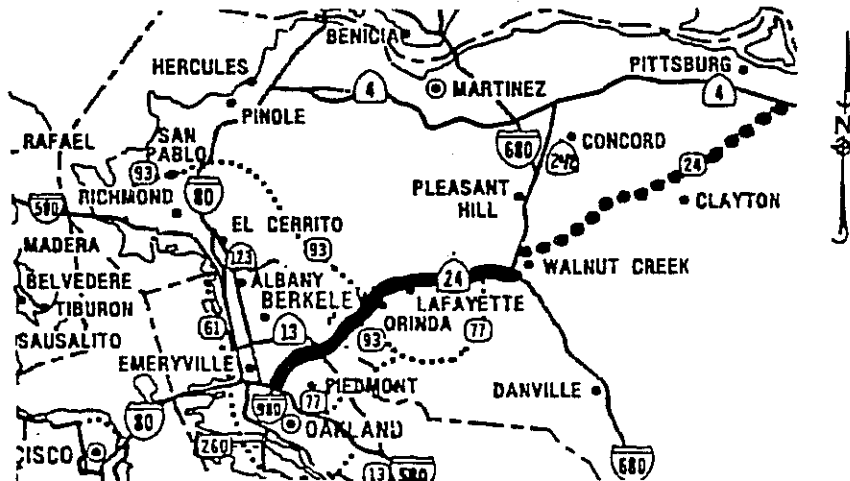 BENICIA
HERCULES
PITTSBURG
4
MARTINEZ
4
PINOLE
RAFAEL
SAN
PABLO
CONCORD
680
93
80
24
PLEASANT
HILL
CLAYTON
RICHMOND
580
EL CERRITO
93
MADERA
123
WALNUT CREEK
24
BELVEDERE
ALBANY
BERKELEY
LAFAYETTE
TIBURON
ORINDA
61
13
93
77
SAUSALITO
EMERYVILLE
PIEDMONT
DANVILLE
77
980
80
OAKLAND
260
CISCO
13
580
680
N